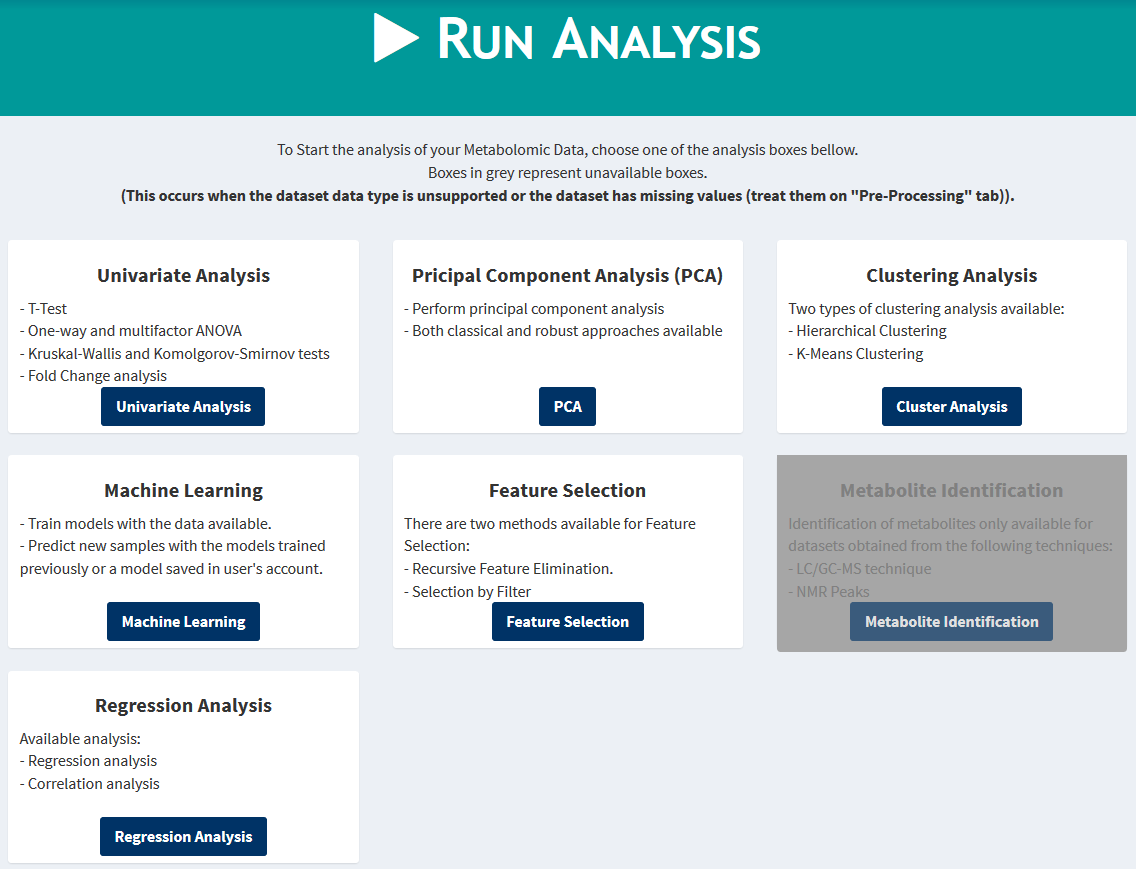 RUN ANALYSIS
To Start the analysis of your Metabolomic Data, choose one of the analysis boxes bellow.
Boxes in grey represent unavailable boxes.
(This occurs when the dataset data type is unsupported or the dataset has missing values (treat them on "Pre-Processing" tab)).
Univariate Analysis
- T-Test
- One-way and multifactor ANOVA
- Kruskal-Wallis and Komolgorov-Smirnov tests
- Fold Change analysis
Univariate Analysis
Pricipal Component Analysis (PCA)
- Perform principal component analysis
- Both classical and robust approaches available
PCA
Clustering Analysis
Two types of clustering analysis available:
- Hierarchical Clustering
- K-Means Clustering
Cluster Analysis
Machine Learning
- Train models with the data available.
- Predict new samples with the models trained
previously or a model saved in user's account.
Machine Learning
Feature Selection
There are two methods available for Feature
Selection:
- Recursive Feature Elimination.
- Selection by Filter
Feature Selection
Metabolite Identification
Identification of metabolites only available for
datasets obtained from the following techniques:
- LC/GC-MS technique
- NMR Peaks
Metabolite Identification
Regression Analysis
Available analysis:
- Regression analysis
- Correlation analysis
Regression Analysis